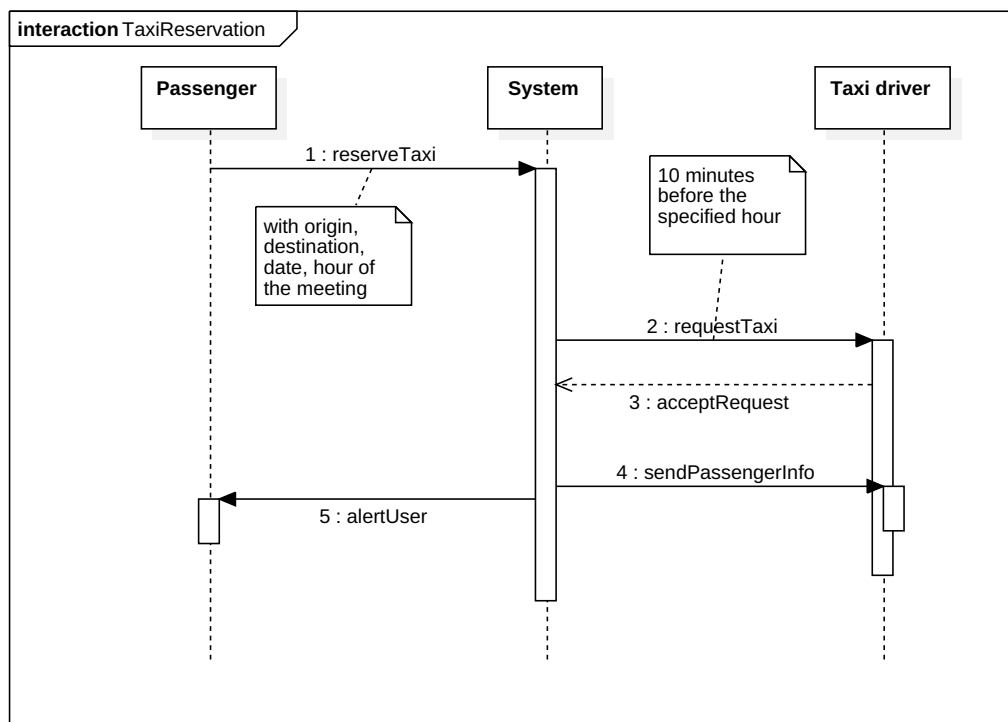 interaction TaxiReservation
Passenger
System
Taxi driver
1 : reserveTaxi
10 minutes
before the
specified hour
with origin,
destination,
date, hour of
the meeting
2 : requestTaxi
3 : acceptRequest
4 : sendPassengerInfo
5 : alertUser